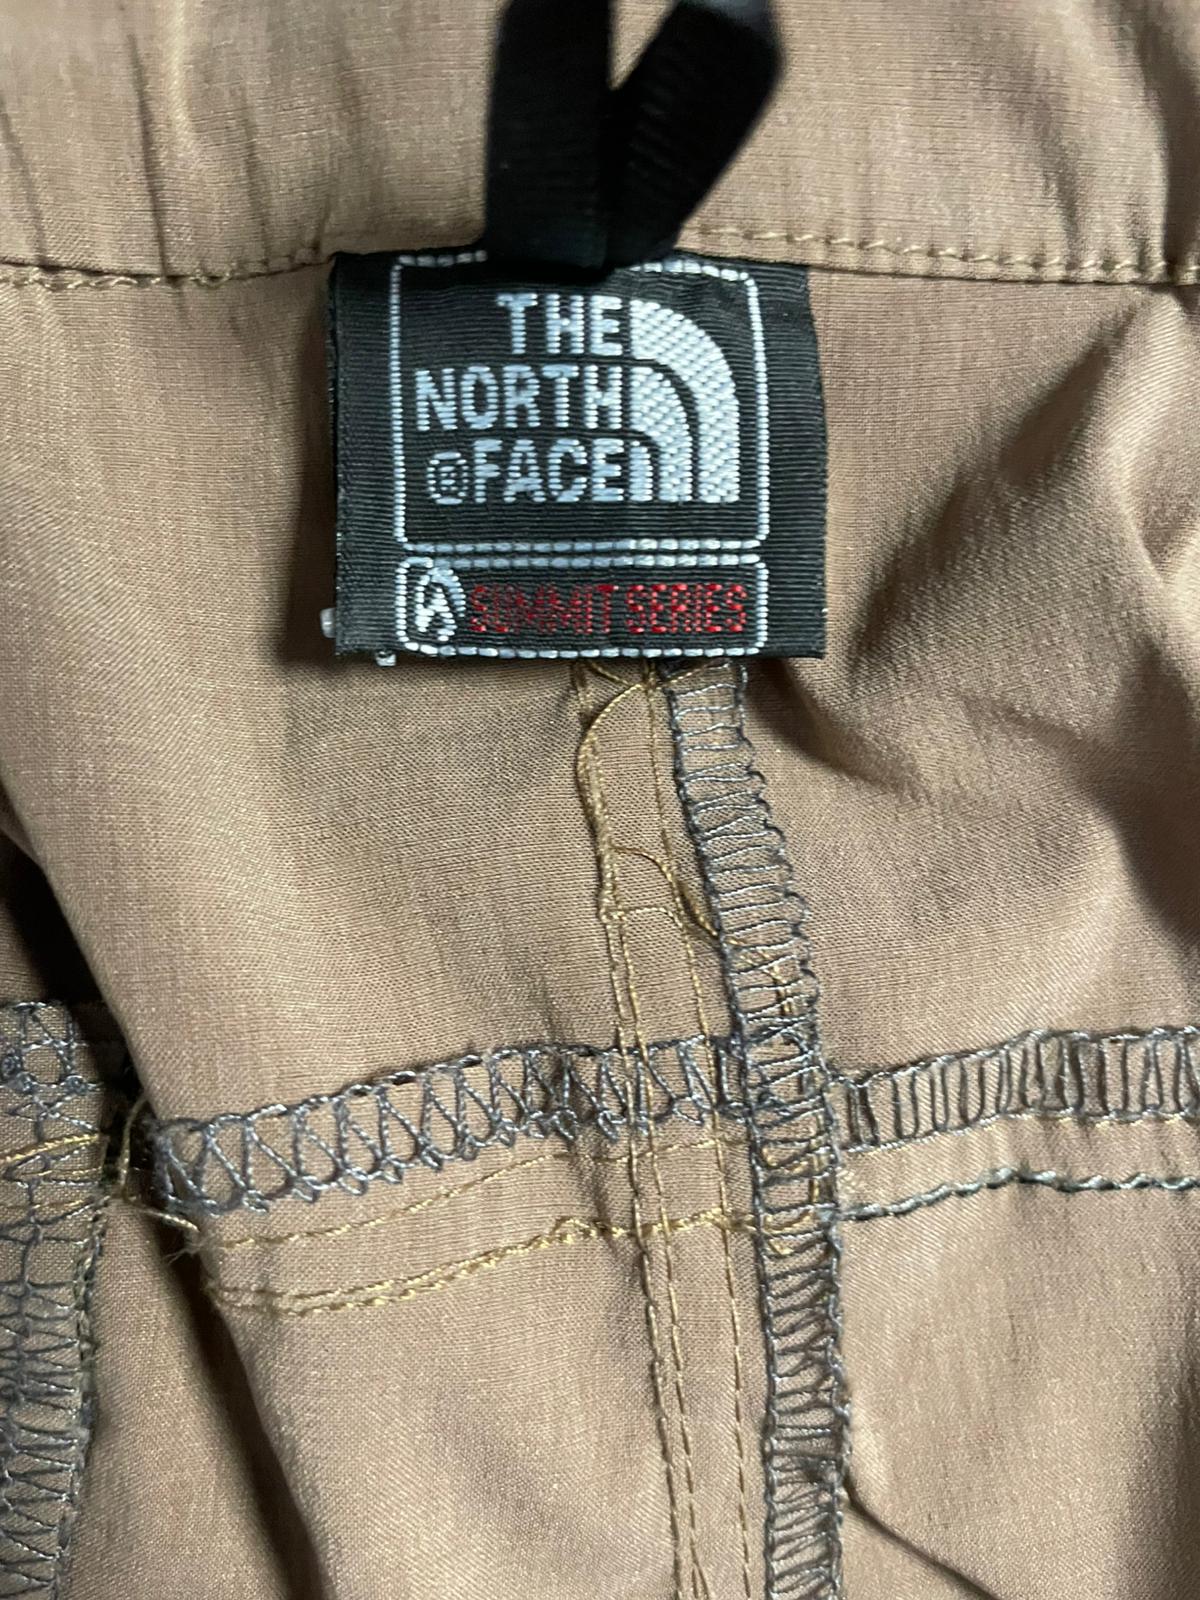 THE
NORTH
®FACE
SUMMIT SERIES